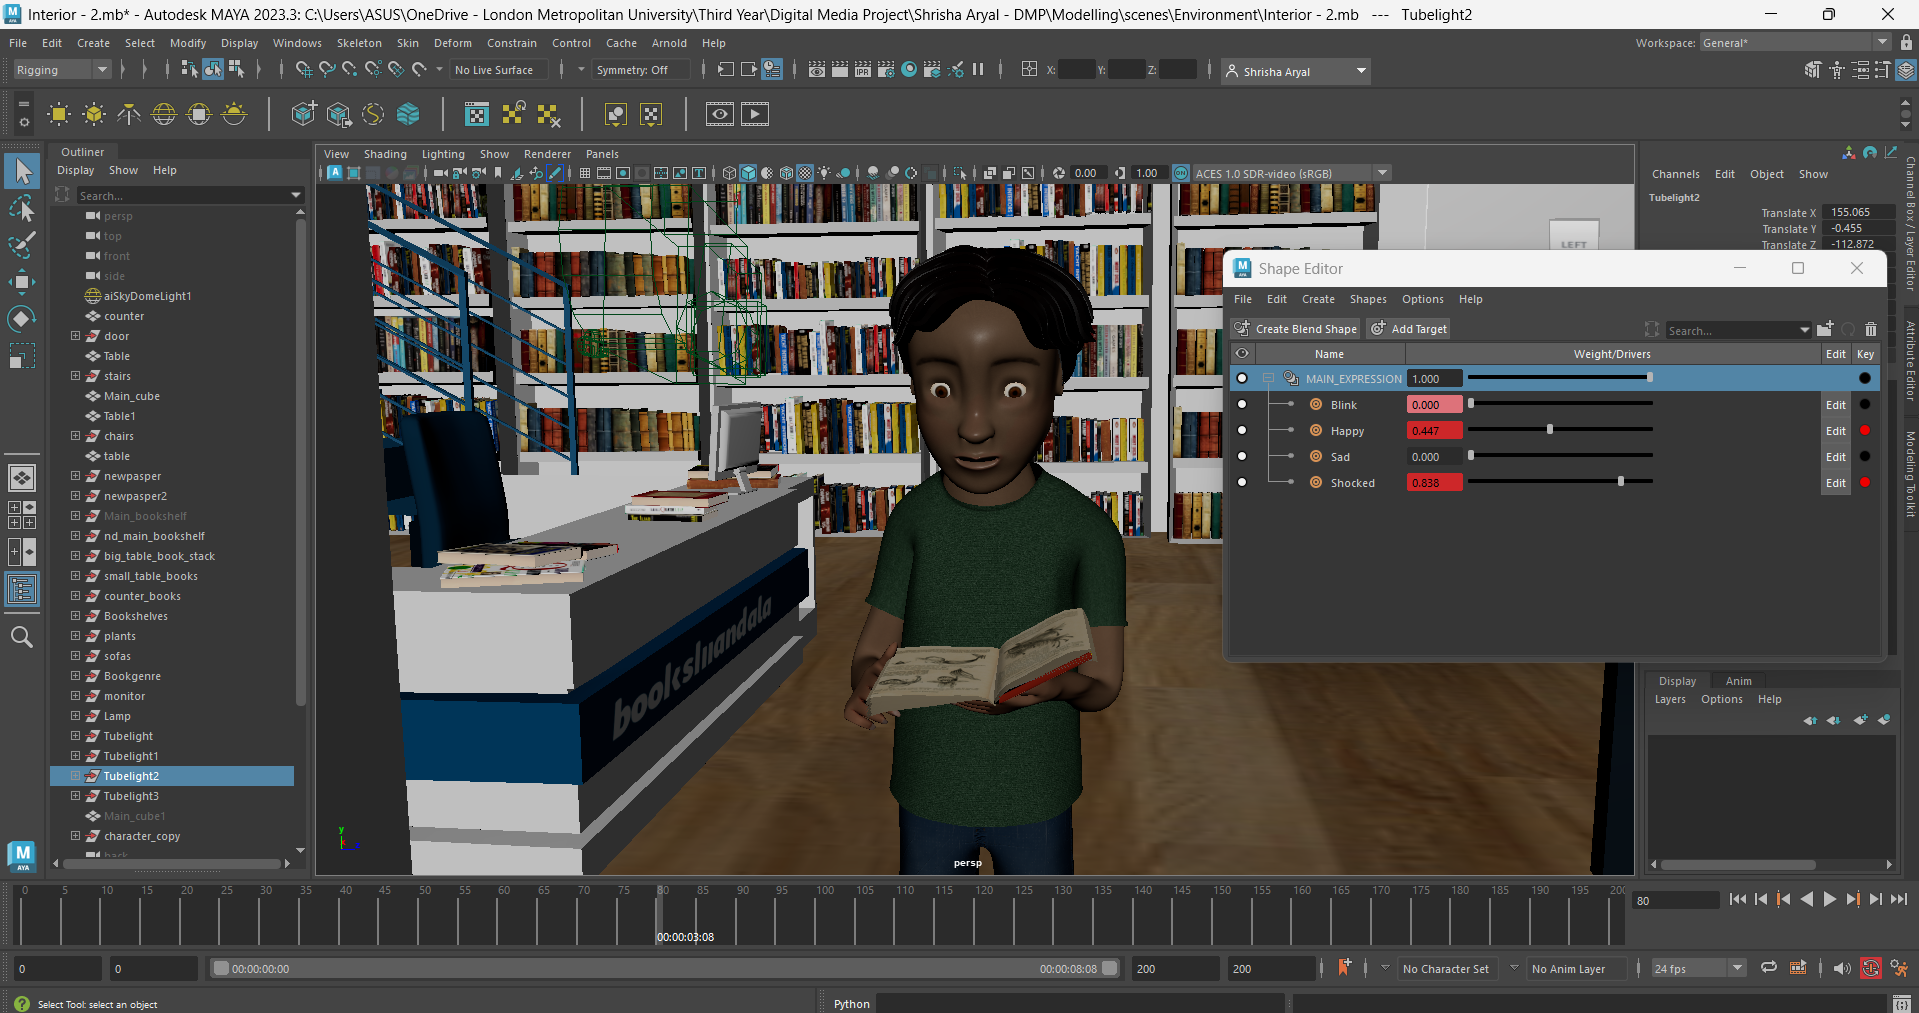 Interior - 2.mb* - Autodesk MAYA 2023.3: C:\Users\ASUS\OneDrive - London Metropolitan University\Third Year\Digital Media Project\Shrisha Aryal - DMP\Modelling\scenes\Environment\Interior - 2.mb --- Tubelight2
File Edit Create Select Modify Display Windows Skeleton Skin Deform Constrain Control Cache Arnold Help
Workspace: General*
Rigging
No Live Surface
Symmetry: Off
IPR
X: Y: Z:
Shrisha Aryal
Outliner
Display Show Help
Search...
persp
top
front
side
aiSkyDomeLight1
counter
door
Table
stairs
Main_cube
Table1
chairs
table
newpasper
newpasper2
Main_bookshelf
nd_main_bookshelf
big_table_book_stack
small_table_books
counter_books
Bookshelves
plants
sofas
Bookgenre
monitor
Lamp
Tubelight
Tubelight1
Tubelight2
Tubelight3
Main_cube1
character_copy
back
View Shading Lighting Show Renderer Panels
0.00
1.00
ACES 1.0 SDR-video (sRGB)
LEFT
bookshandala
persp
y
Channels Edit Object Show
Tubelight2
Translate X 155.065
Translate Y -0.455
Translate Z -112.872
Channel Box / Layer Editor
Attribute Editor
Modeling Toolkit
Shape Editor
File Edit Create Shapes Options Help
Create Blend Shape Add Target
Search...
Name Weight/Drivers Edit Key
MAIN_EXPRESSION 1.000
Blink 0.000 Edit
Happy 0.447 Edit
Sad 0.000 Edit
Shocked 0.838 Edit
Display Anim
Layers Options Help
0 5 10 15 20 25 30 35 40 45 50 55 60 65 70 75 80 85 90 95 100 105 110 115 120 125 130 135 140 145 150 155 160 165 170 175 180 185 190 195 200
00:00:03:08
80
0 0 00:00:00:00 00:00:08:08 200 200
No Character Set
No Anim Layer
24 fps
Select Tool: select an object
Python
M
AYA